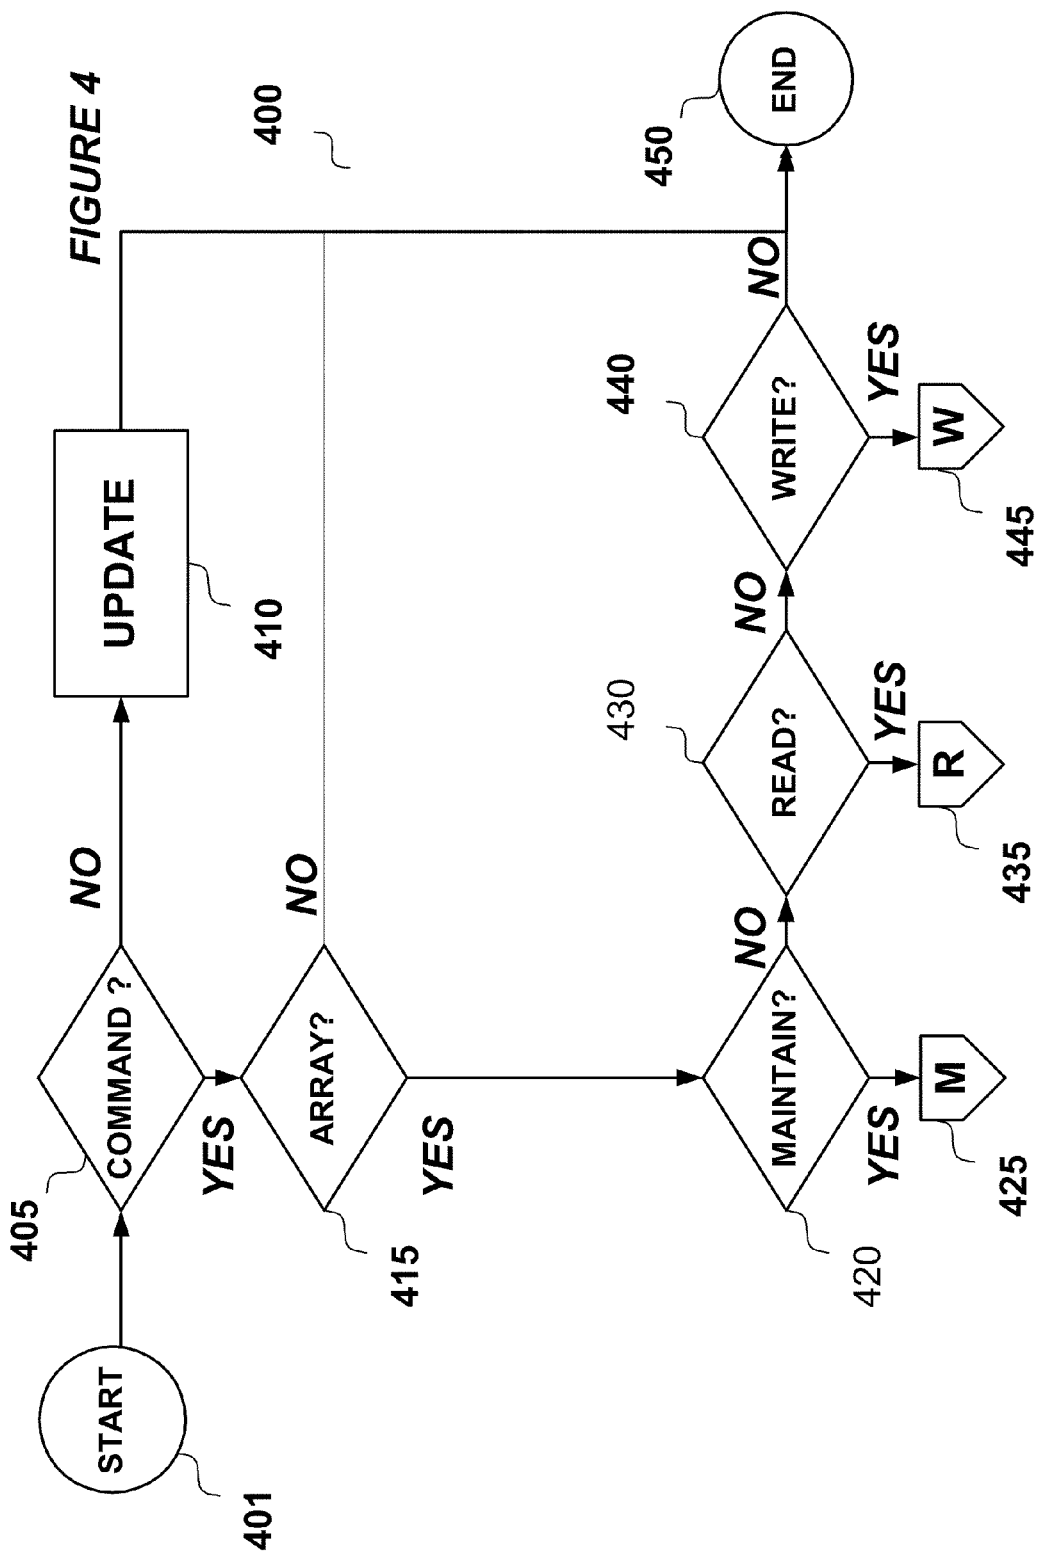 FIGURE 4
400
START
401
405
COMMAND ?
NO
UPDATE
410
YES
ARRAY?
415
NO
YES
MAINTAIN?
420
NO
READ?
430
NO
WRITE?
440
NO
END
450
YES
M
425
YES
R
435
YES
W
445